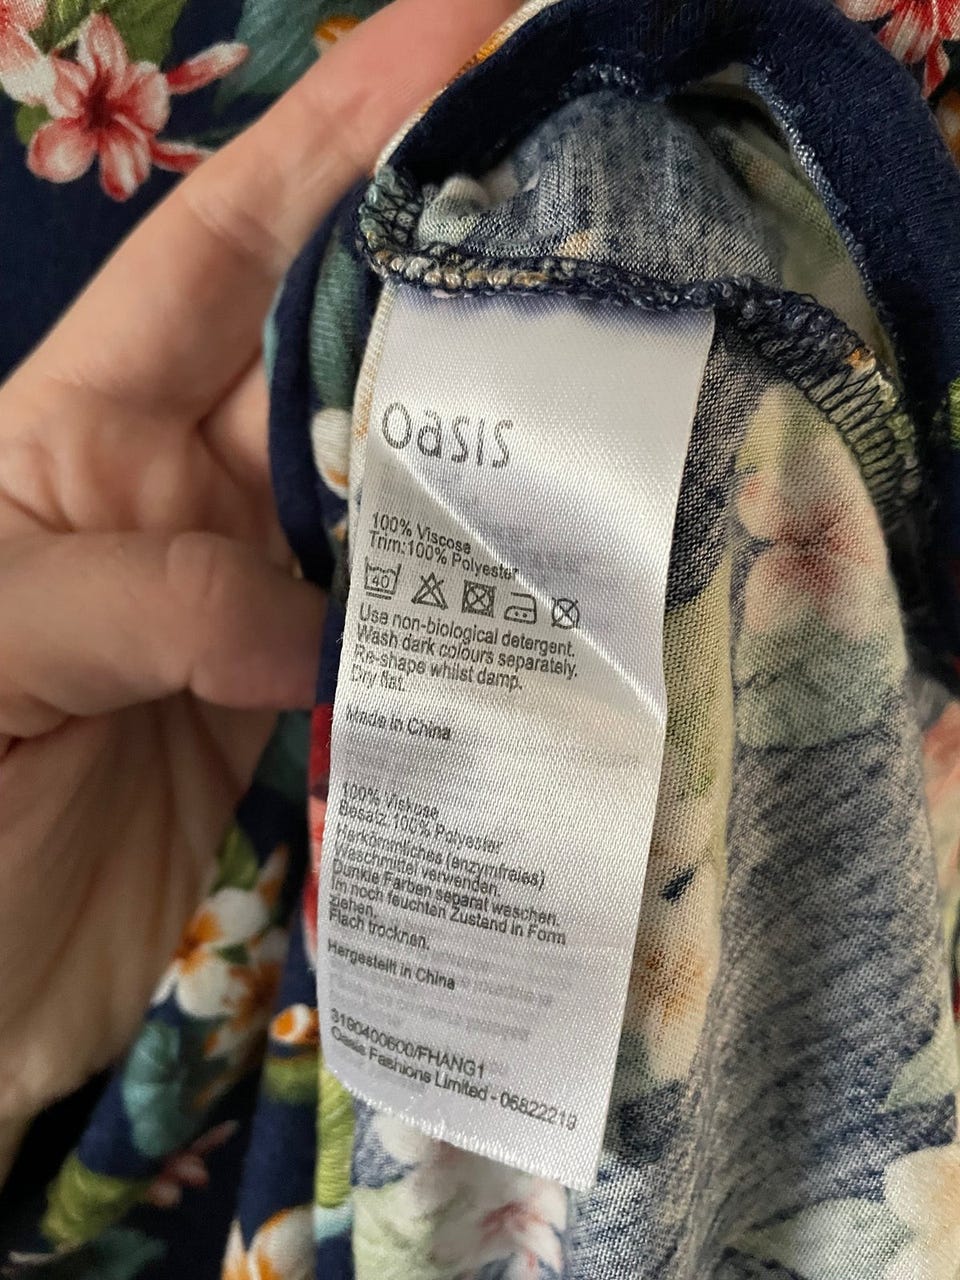 oasis
100% Viscose
Trim:100% Polyester
40
Use non-biological detergent.
Wash dark colours separately.
Re-shape whilst damp.
Dry flat.
Made in China
100% Viskose
Besatz:100% Polyester
Herkömmliches (enzymfreies)
Waschmittel verwenden.
Dunkle Farben separat waschen.
Im noch feuchten Zustand in Form
ziehen.
Flach trocknen.
Hergestellt in China
3190400600/FHANG1
Oasis Fashions Limited - 06822219